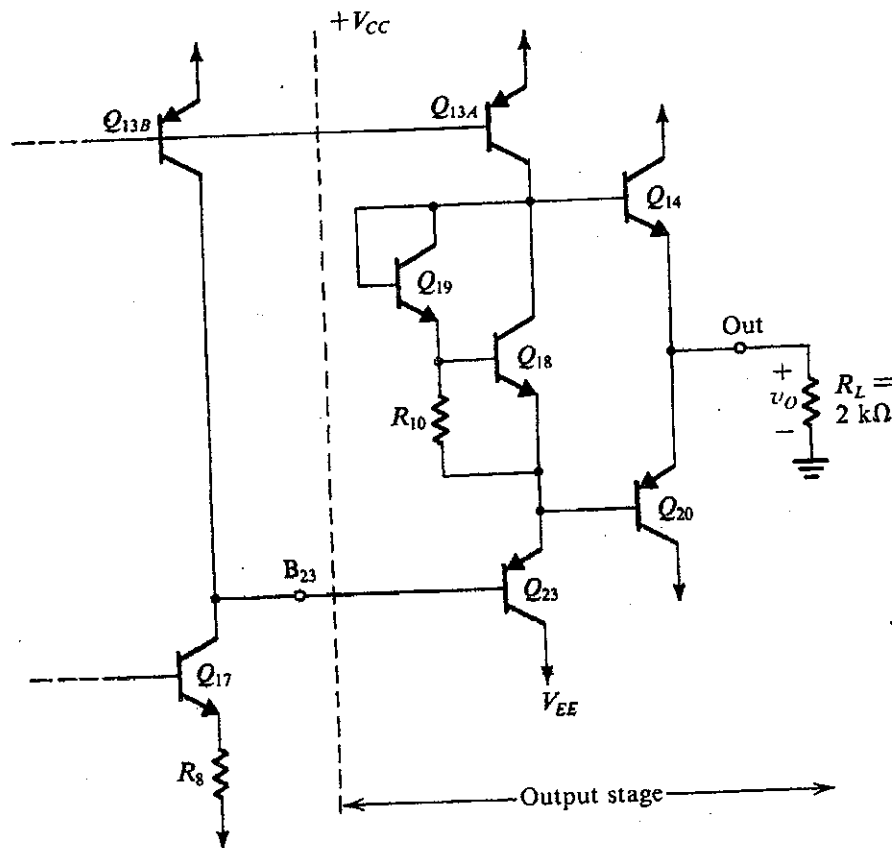 +V_CC
Q_13B
Q_13A
Q_14
Q_19
Q_18
Out
R_10
+
v_O
−
R_L =
2 kΩ
Q_20
B_23
Q_23
Q_17
V_EE
R_8
Output stage